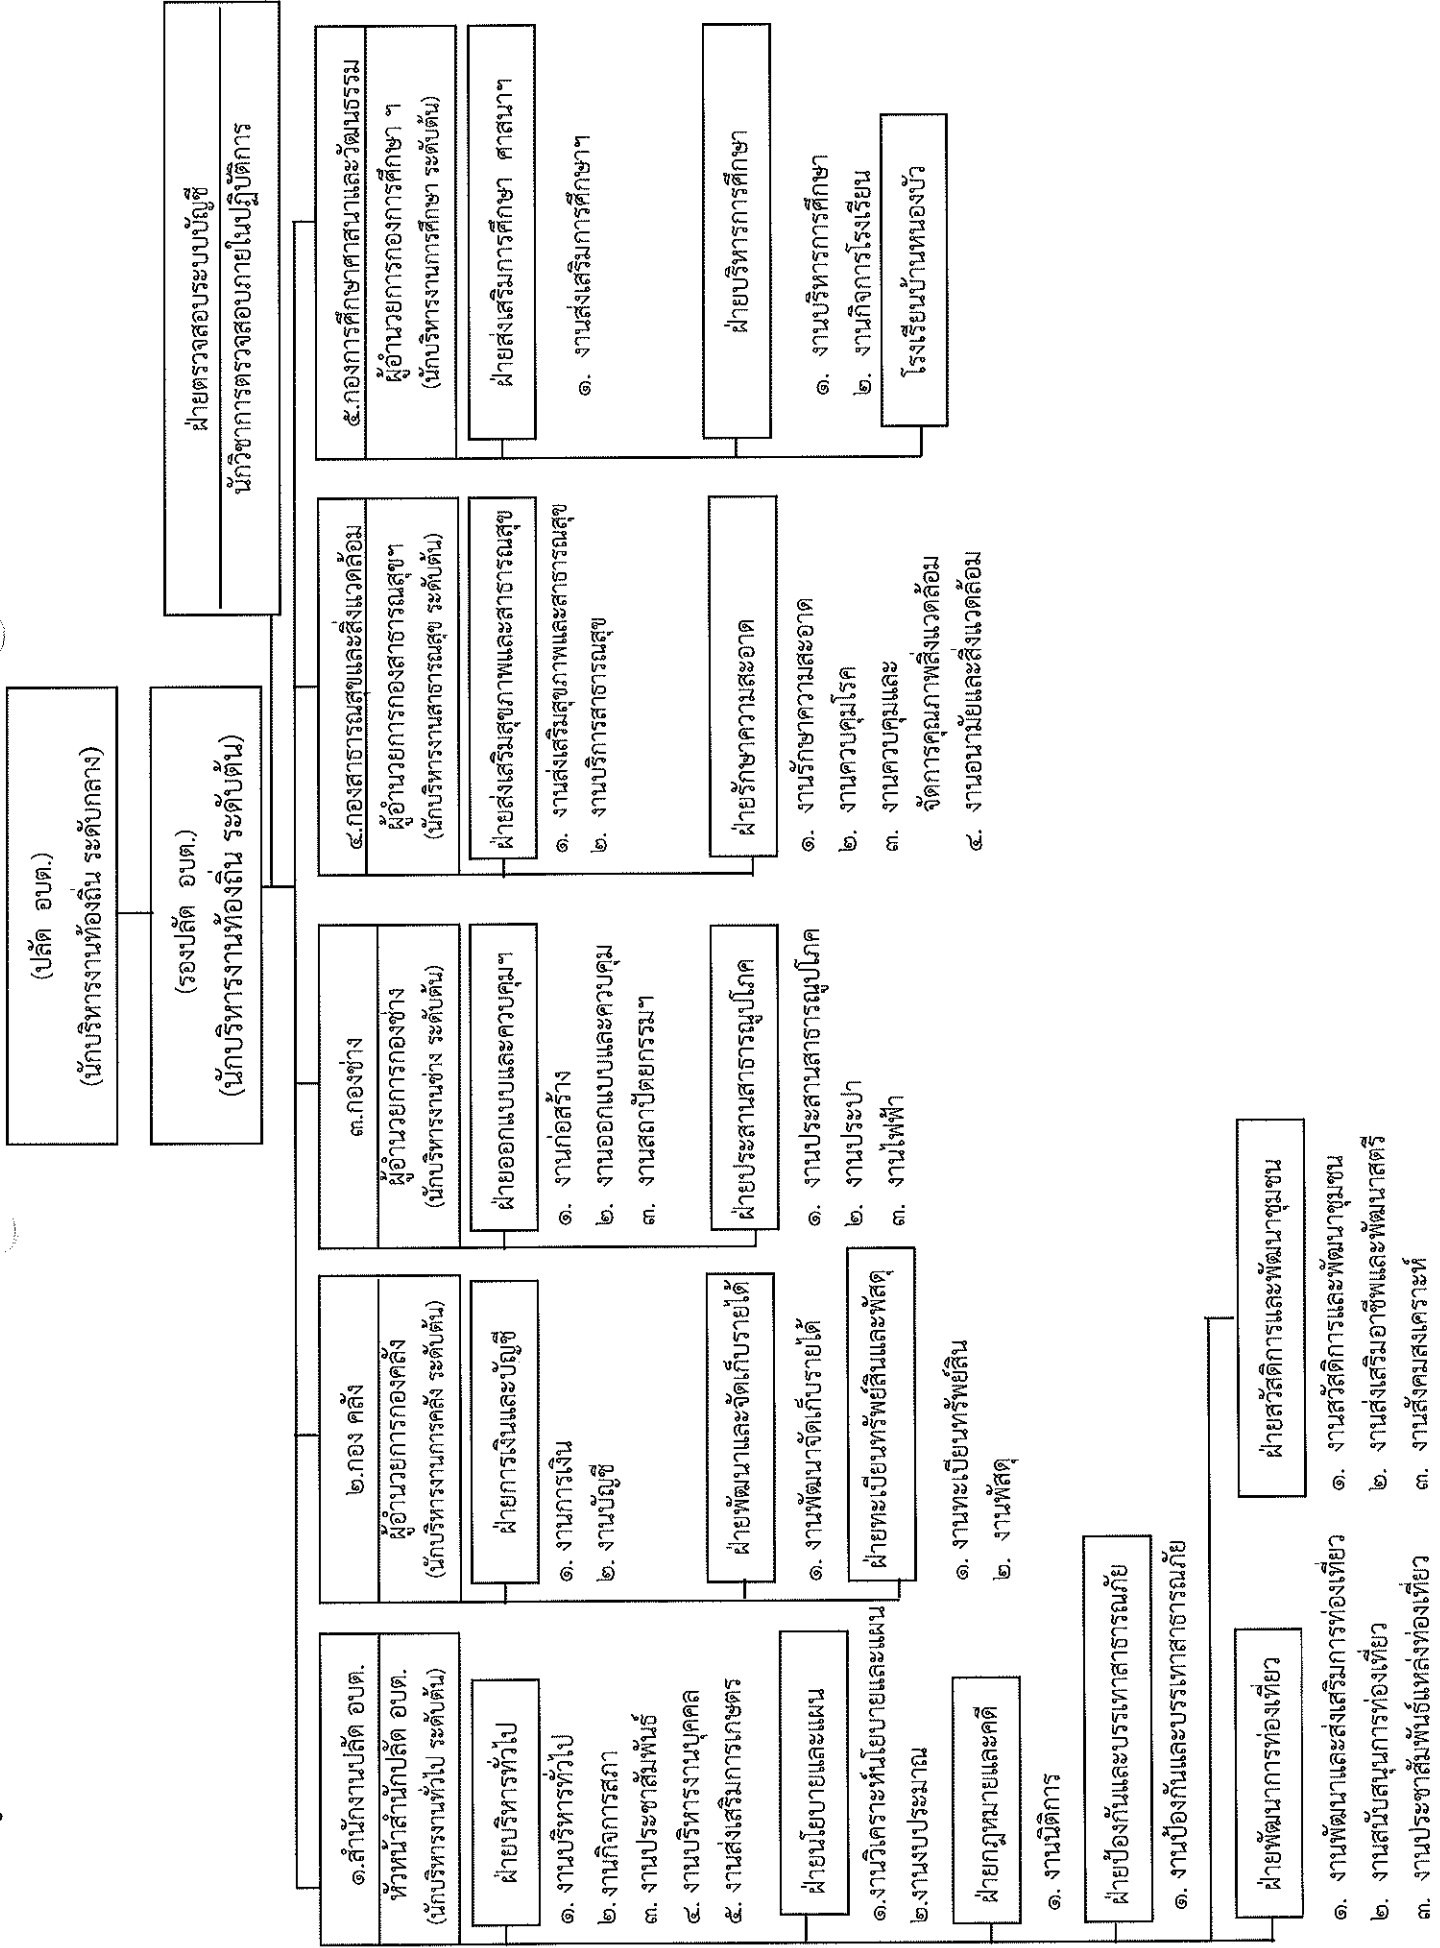 (ปลัด อบต.)
(นักบริหารงานท้องถิ่น ระดับกลาง)
(รองปลัด อบต.)
(นักบริหารงานท้องถิ่น ระดับต้น)
ฝ่ายตรวจสอบระบบบัญชี
นักวิชาการตรวจสอบภายในปฏิบัติการ
๑.สำนักงานปลัด อบต.
หัวหน้าสำนักปลัด อบต.
(นักบริหารงานทั่วไป ระดับต้น)
ฝ่ายบริหารทั่วไป
๑. งานบริหารทั่วไป
๒. งานกิจการสภา
๓. งานประชาสัมพันธ์
๔. งานบริหารงานบุคคล
๕. งานส่งเสริมการเกษตร
ฝ่ายนโยบายและแผน
๑.งานวิเคราะห์นโยบายและแผน
๒.งานงบประมาณ
ฝ่ายกฎหมายและคดี
๑. งานนิติการ
ฝ่ายป้องกันและบรรเทาสาธารณภัย
๑. งานป้องกันและบรรเทาสาธารณภัย
ฝ่ายพัฒนาการท่องเที่ยว
๑. งานพัฒนาและส่งเสริมการท่องเที่ยว
๒. งานสนับสนุนการท่องเที่ยว
๓. งานประชาสัมพันธ์แหล่งท่องเที่ยว
ฝ่ายสวัสดิการและพัฒนาชุมชน
๑. งานสวัสดิการและพัฒนาชุมชน
๒. งานส่งเสริมอาชีพและพัฒนาสตรี
๓. งานสังคมสงเคราะห์
๒.กอง คลัง
ผู้อำนวยการกองคลัง
(นักบริหารงานการคลัง ระดับต้น)
ฝ่ายการเงินและบัญชี
๑. งานการเงิน
๒. งานบัญชี
ฝ่ายพัฒนาและจัดเก็บรายได้
๑. งานพัฒนาจัดเก็บรายได้
ฝ่ายทะเบียนทรัพย์สินและพัสดุ
๑. งานทะเบียนทรัพย์สิน
๒. งานพัสดุ
๓.กองช่าง
ผู้อำนวยการกองช่าง
(นักบริหารงานช่าง ระดับต้น)
ฝ่ายออกแบบและควบคุมฯ
๑. งานก่อสร้าง
๒. งานออกแบบและควบคุม
๓. งานสถาปัตยกรรมฯ
ฝ่ายประสานสาธารณูปโภค
๑. งานประสานสาธารณูปโภค
๒. งานประปา
๓. งานไฟฟ้า
๔.กองสาธารณสุขและสิ่งแวดล้อม
ผู้อำนวยการกองสาธารณสุขฯ
(นักบริหารงานสาธารณสุข ระดับต้น)
ฝ่ายส่งเสริมสุขภาพและสาธารณสุข
๑. งานส่งเสริมสุขภาพและสาธารณสุข
๒. งานบริการสาธารณสุข
ฝ่ายรักษาความสะอาด
๑. งานรักษาความสะอาด
๒. งานควบคุมโรค
๓. งานควบคุมและ
จัดการคุณภาพสิ่งแวดล้อม
๔. งานอนามัยและสิ่งแวดล้อม
๕.กองการศึกษาศาสนาและวัฒนธรรม
ผู้อำนวยการกองการศึกษา ฯ
(นักบริหารงานการศึกษา ระดับต้น)
ฝ่ายส่งเสริมการศึกษา ศาสนาฯ
๑. งานส่งเสริมการศึกษาฯ
ฝ่ายบริหารการศึกษา
๑. งานบริหารการศึกษา
๒. งานกิจการโรงเรียน
โรงเรียนบ้านหนองบัว